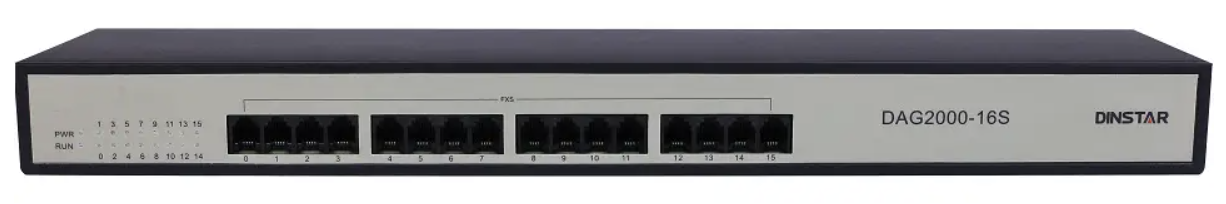 FXS
1 3 5 7 9 11 13 15
PWR
RUN
0 2 4 6 8 10 12 14
0 1 2 3 4 5 6 7 8 9 10 11 12 13 14 15
DAG2000-16S
DINSTAR